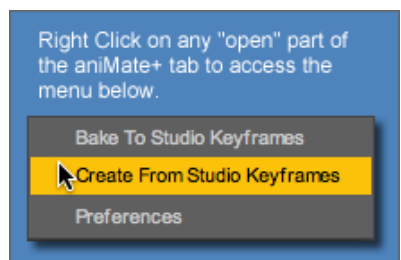 Right Click on any "open" part of
the aniMate+ tab to access the
menu below.
Bake To Studio Keyframes
Create From Studio Keyframes
Preferences